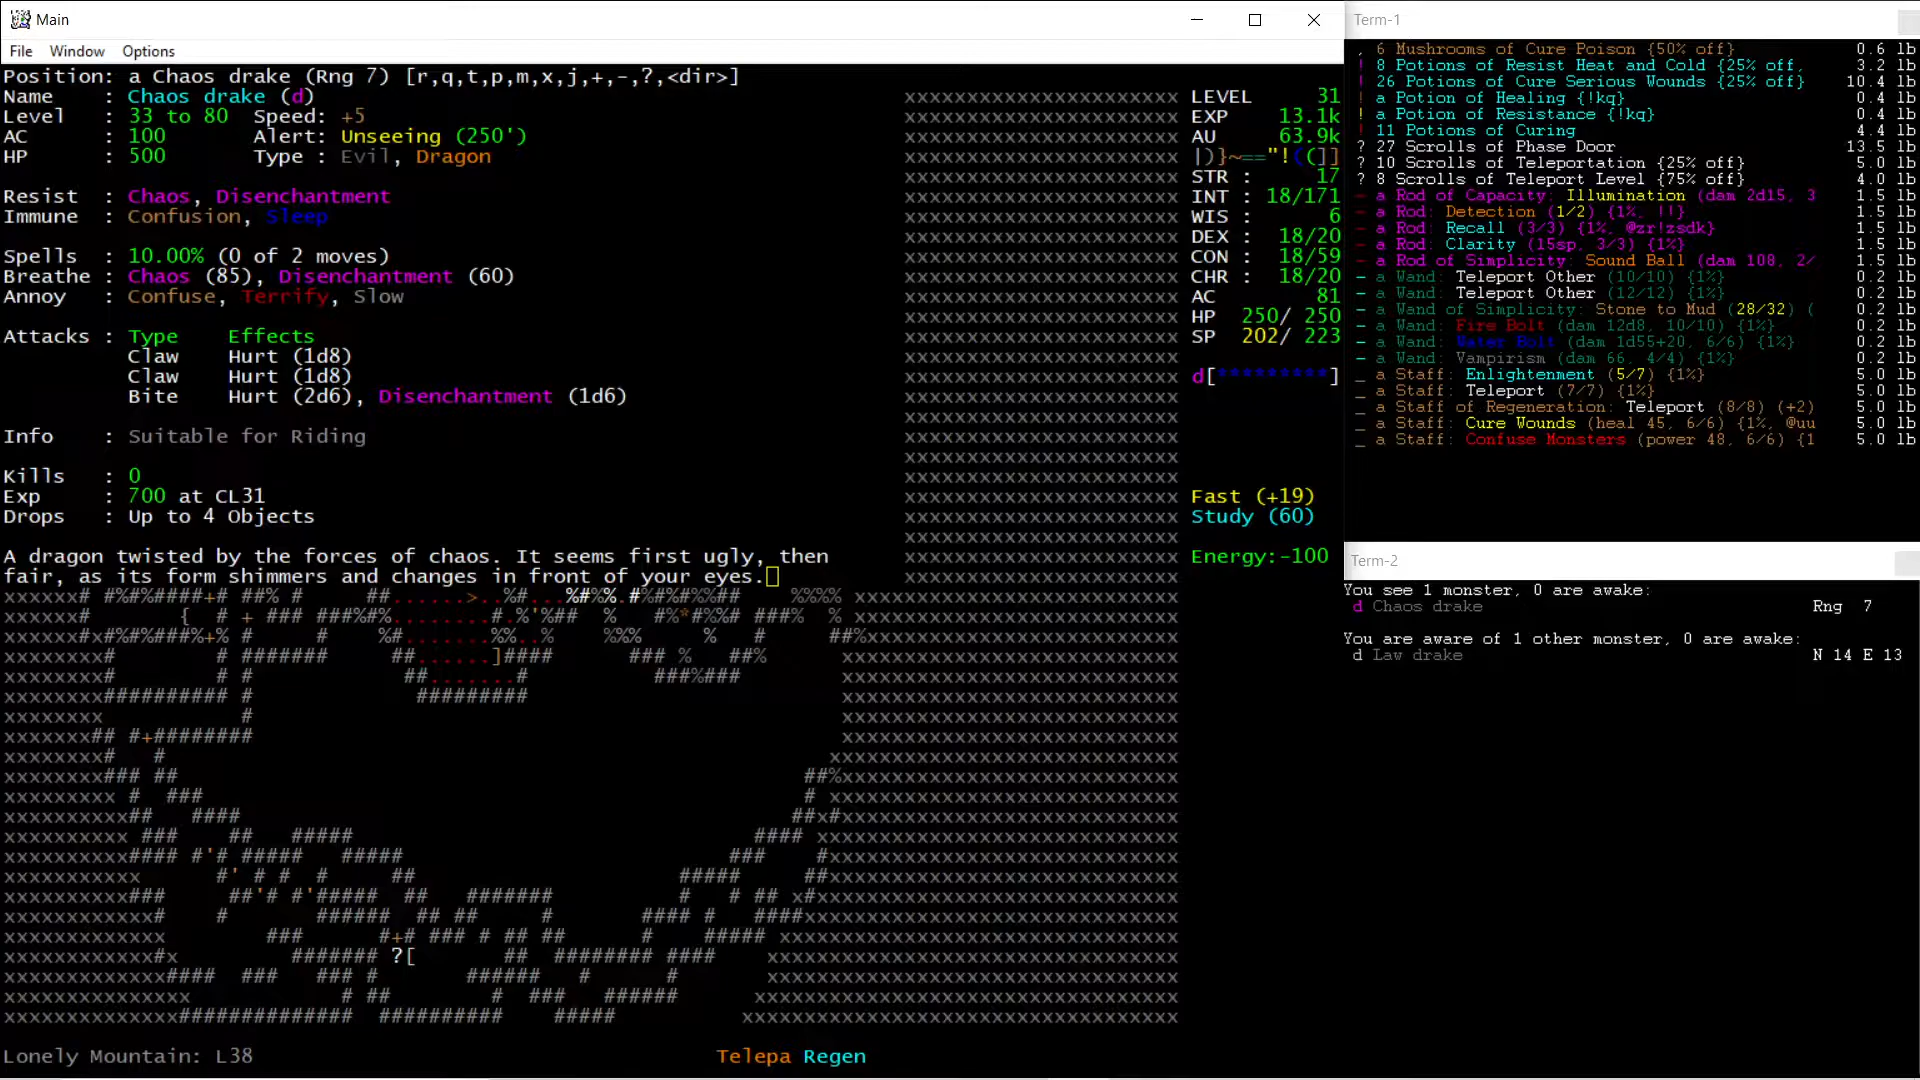 Main
File Window Options
Position: a Chaos drake (Rng 7) [r,q,t,p,m,x,j,+,-,?,<dir>]
Name : Chaos drake (d)
Level : 33 to 80 Speed: +5
AC : 100 Alert: Unseeing (250')
HP : 500 Type : Evil, Dragon
Resist : Chaos, Disenchantment
Immune : Confusion, Sleep
Spells : 10.00% (0 of 2 moves)
Breathe : Chaos (85), Disenchantment (60)
Annoy : Confuse, Terrify, Slow
Attacks : Type Effects
Claw Hurt (1d8)
Claw Hurt (1d8)
Bite Hurt (2d6), Disenchantment (1d6)
Info : Suitable for Riding
Kills : 0
Exp : 700 at CL31
Drops : Up to 4 Objects
A dragon twisted by the forces of chaos. It seems first ugly, then
fair, as its form shimmers and changes in front of your eyes.
Lonely Mountain: L38
Telepa Regen
LEVEL 31
EXP 13.1k
AU 63.9k
|)}~=="!((]]
STR : 17
INT : 18/171
WIS : 6
DEX : 18/20
CON : 18/59
CHR : 18/20
AC 81
HP 250/ 250
SP 202/ 223
d[********* ]
Fast (+19)
Study (60)
Energy:-100
Term-1
, 6 Mushrooms of Cure Poison {50% off} 0.6 lb
! 8 Potions of Resist Heat and Cold {25% off, 3.2 lb
! 26 Potions of Cure Serious Wounds {25% off} 10.4 lb
! a Potion of Healing {!kq} 0.4 lb
! a Potion of Resistance {!kq} 0.4 lb
! 11 Potions of Curing 4.4 lb
? 27 Scrolls of Phase Door 13.5 lb
? 10 Scrolls of Teleportation {25% off} 5.0 lb
? 8 Scrolls of Teleport Level {75% off} 4.0 lb
- a Rod of Capacity: Illumination (dam 2d15, 3 1.5 lb
- a Rod: Detection (1/2) {1%, !!} 1.5 lb
- a Rod: Recall (3/3) {1%, @zr!zsdk} 1.5 lb
- a Rod: Clarity (15sp, 3/3) {1%} 1.5 lb
- a Rod of Simplicity: Sound Ball (dam 108, 2/ 1.5 lb
- a Wand: Teleport Other (10/10) {1%} 0.2 lb
- a Wand: Teleport Other (12/12) {1%} 0.2 lb
- a Wand of Simplicity: Stone to Mud (28/32) ( 0.2 lb
- a Wand: Fire Bolt (dam 12d8, 10/10) {1%} 0.2 lb
- a Wand: Water Bolt (dam 1d55+20, 6/6) {1%} 0.2 lb
- a Wand: Vampirism (dam 66, 4/4) {1%} 0.2 lb
_ a Staff: Enlightenment (5/7) {1%} 5.0 lb
_ a Staff: Teleport (7/7) {1%} 5.0 lb
_ a Staff of Regeneration: Teleport (8/8) (+2) 5.0 lb
_ a Staff: Cure Wounds (heal 45, 6/6) {1%, @uu 5.0 lb
_ a Staff: Confuse Monsters (power 48, 6/6) {1 5.0 lb
Term-2
You see 1 monster, 0 are awake:
d Chaos drake Rng 7
You are aware of 1 other monster, 0 are awake:
d Law drake N 14 E 13